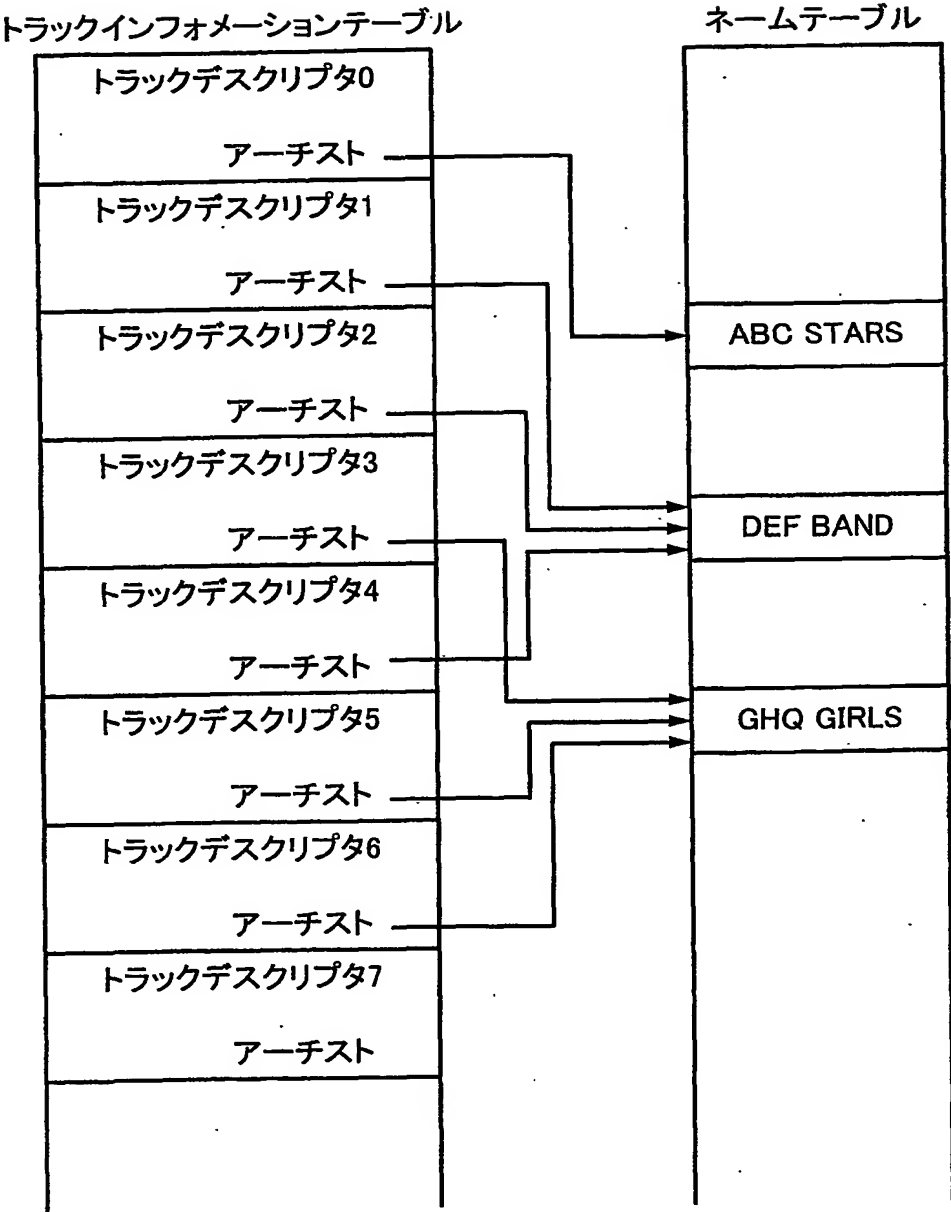 トラックインフォメーションテーブル
トラックデスクリプタ0
アーチスト
トラックデスクリプタ1
アーチスト
トラックデスクリプタ2
アーチスト
トラックデスクリプタ3
アーチスト
トラックデスクリプタ4
アーチスト
トラックデスクリプタ5
アーチスト
トラックデスクリプタ6
アーチスト
トラックデスクリプタ7
アーチスト
ネームテーブル
ABC STARS
DEF BAND
GHQ GIRLS